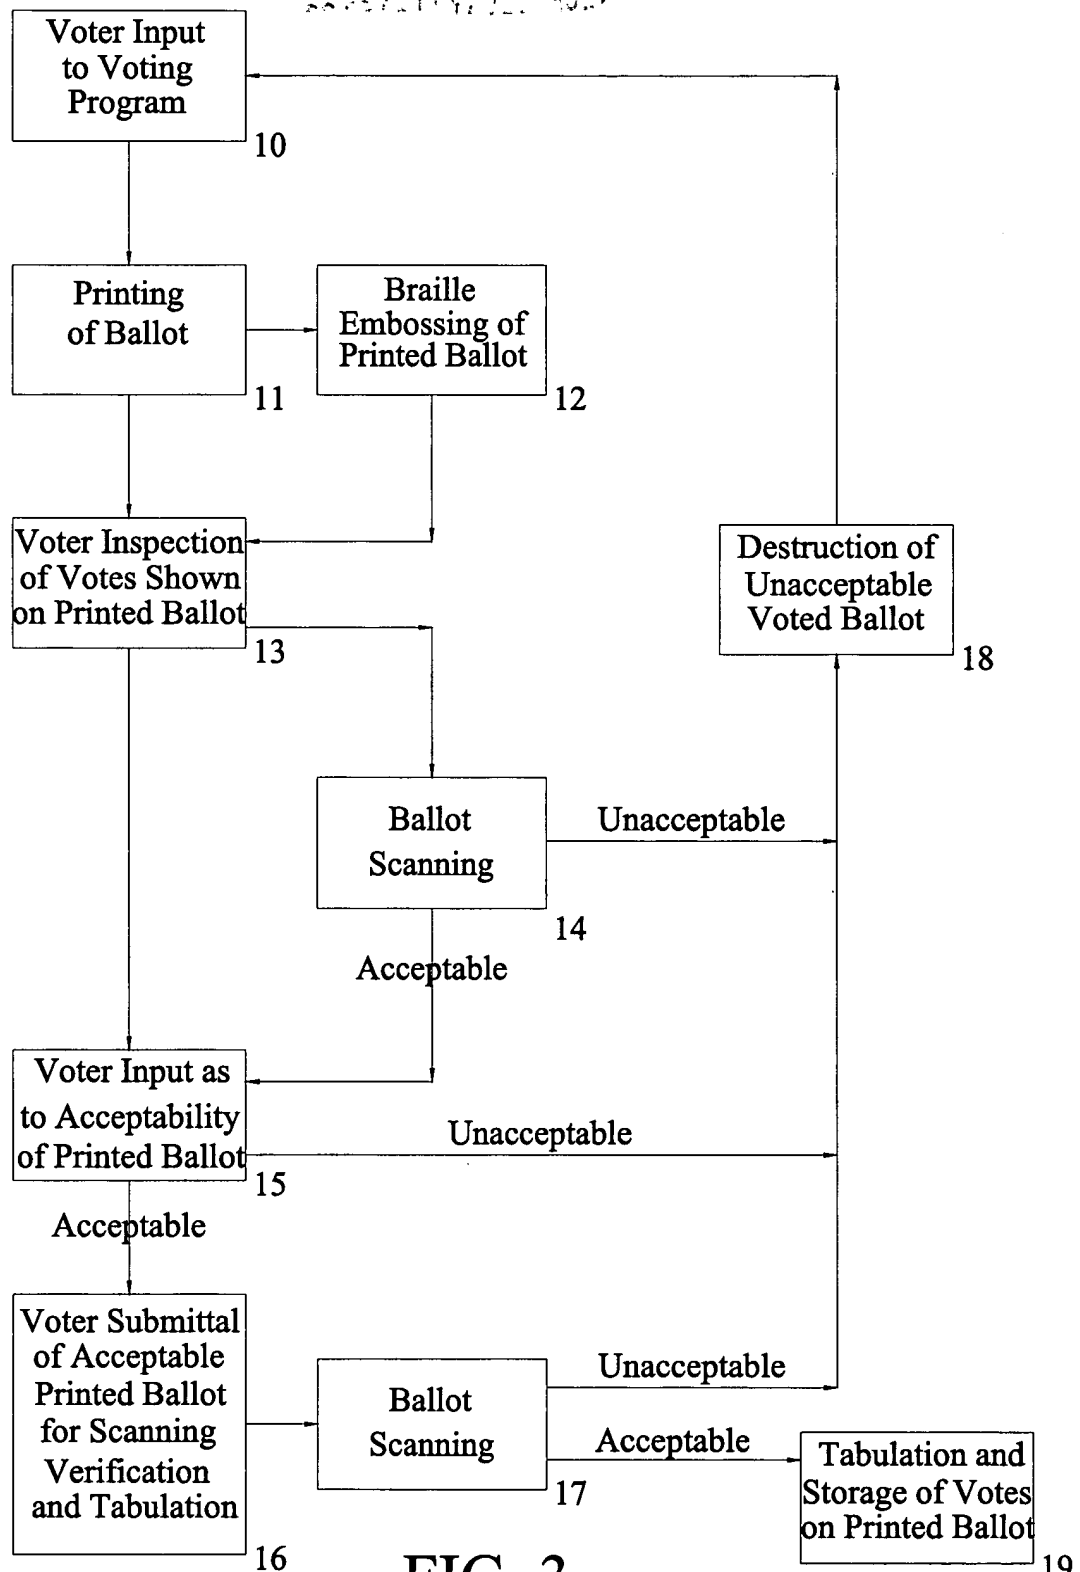 Voter Input
to Voting
Program
10
Printing
of Ballot
11
Braille
Embossing of
Printed Ballot
12
Voter Inspection
of Votes Shown
on Printed Ballot
13
Destruction of
Unacceptable
Voted Ballot
18
Ballot
Scanning
14
Unacceptable
Acceptable
Voter Input as
to Acceptability
of Printed Ballot
15
Unacceptable
Acceptable
Voter Submittal
of Acceptable
Printed Ballot
for Scanning
Verification
and Tabulation
16
Ballot
Scanning
17
Unacceptable
Acceptable
Tabulation and
Storage of Votes
on Printed Ballot
19
FIG.